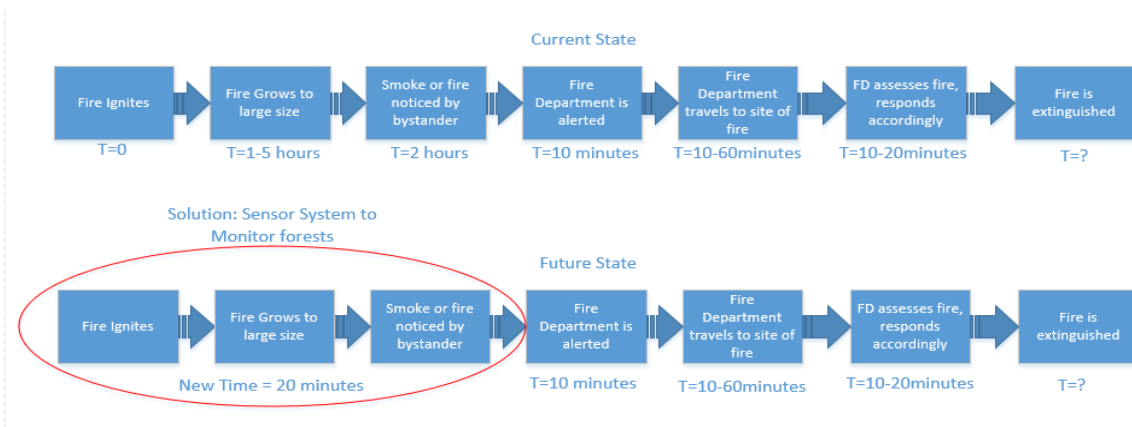 Current State
Fire Ignites
Fire Grows to
large size
Smoke or fire
noticed by
bystander
Fire
Department is
alerted
Fire
Department
travels to site of
fire
FD assesses fire,
responds
accordingly
Fire is
extinguished
T=0
T=1-5 hours
T=2 hours
T=10 minutes
T=10-60minutes
T=10-20minutes
T=?
Solution: Sensor System to
Monitor forests
Future State
Fire Ignites
Fire Grows to
large size
Smoke or fire
noticed by
bystander
Fire
Department is
alerted
Fire
Department
travels to site of
fire
FD assesses fire,
responds
accordingly
Fire is
extinguished
New Time = 20 minutes
T=10 minutes
T=10-60minutes
T=10-20minutes
T=?